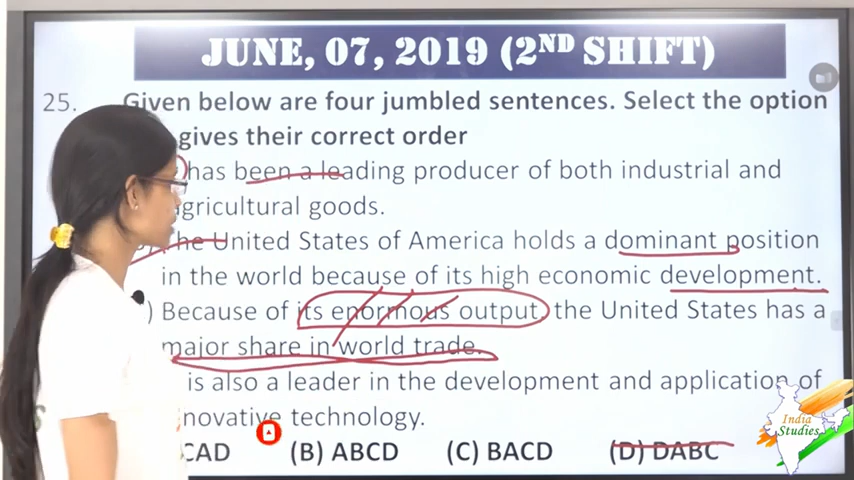 JUNE, 07, 2019 (2ND SHIFT)
25. Given below are four jumbled sentences. Select the option
gives their correct order
has been a leading producer of both industrial and
agricultural goods.
The United States of America holds a dominant position
in the world because of its high economic development.
) Because of its enormous output, the United States has a
major share in world trade.
is also a leader in the development and application of
novative technology.
CAD (B) ABCD (C) BACD (D) DABC
India
Studies